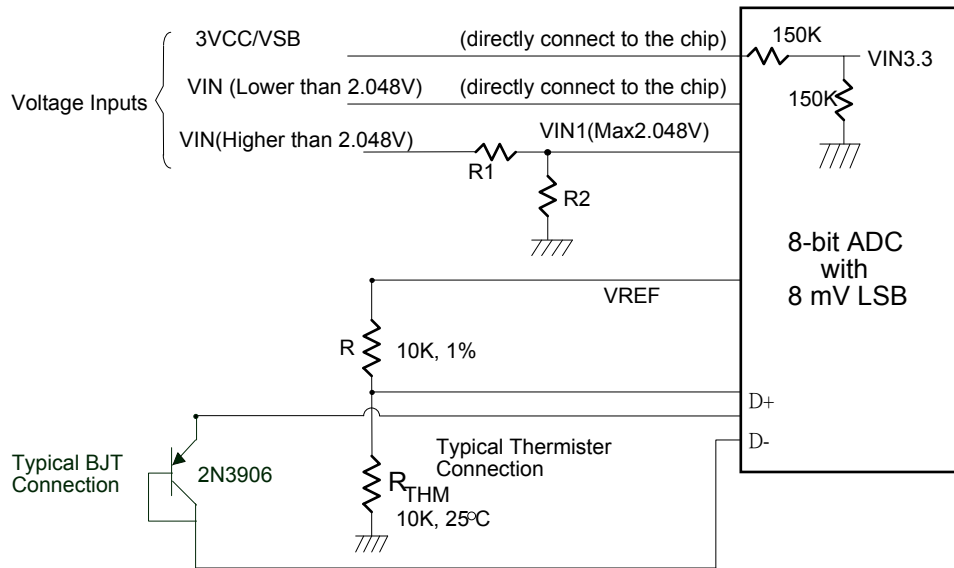 3VCC/VSB
(directly connect to the chip)
150K
VIN3.3
Voltage Inputs
VIN (Lower than 2.048V)
(directly connect to the chip)
150K
VIN(Higher than 2.048V)
VIN1(Max2.048V)
R1
R2
8-bit ADC
with
8 mV LSB
VREF
R
10K, 1%
D+
D-
Typical BJT
Connection
2N3906
Typical Thermister
Connection
RTHM
10K, 25°C